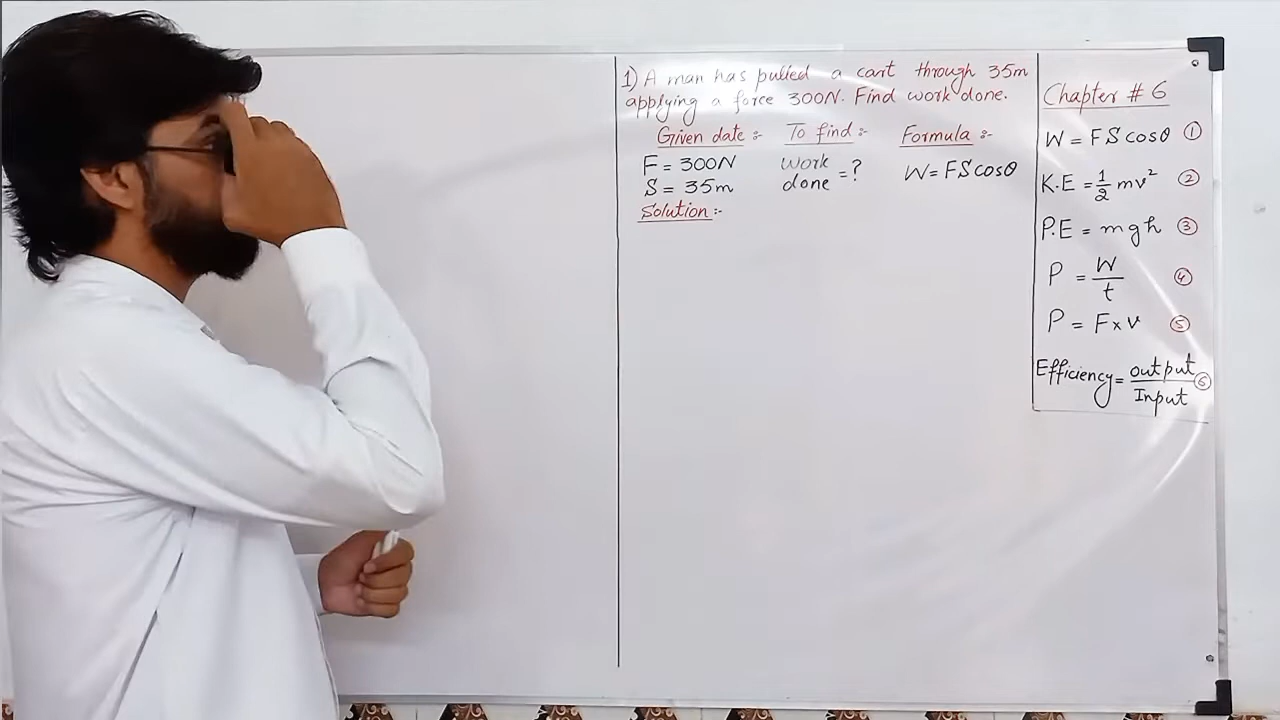 1) A man has pulled a cart through 35m
applying a force 300N. Find work done.
Given date :-
To find :-
Formula :-
F = 300N
S = 35m
work
done = ?
W = FS cosθ
Solution :-
Chapter # 6
W = FS cosθ ①
K.E = 1/2 mv² ②
P.E = mgh ③
P = W/t ④
P = F×v ⑤
Efficiency = output/Input ⑥